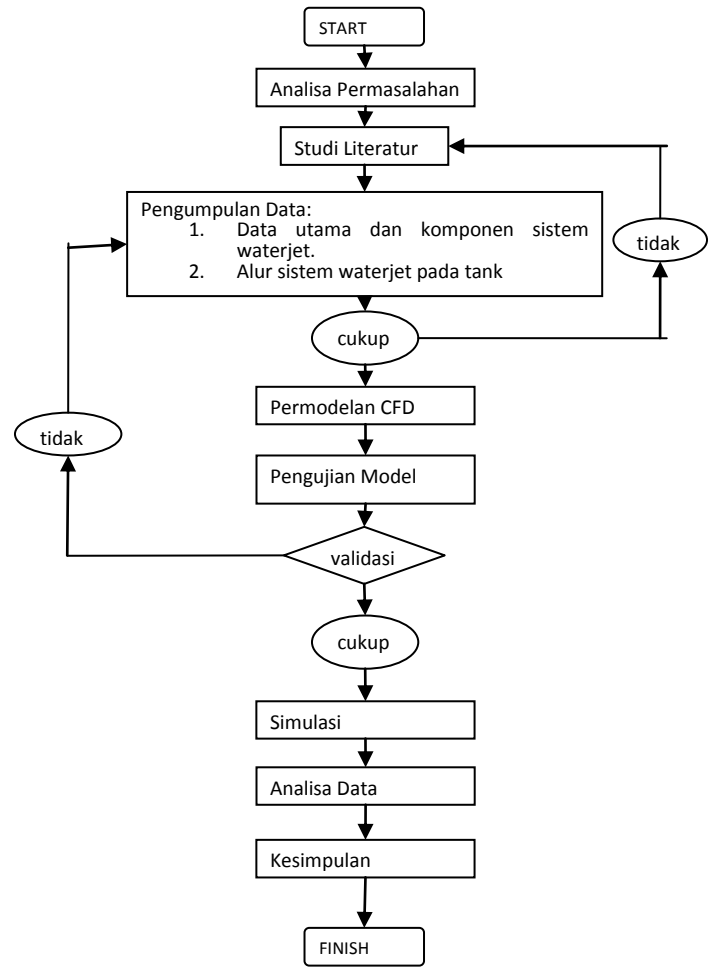 START
Analisa Permasalahan
Studi Literatur
Pengumpulan Data:
1. Data utama dan komponen sistem
waterjet.
2. Alur sistem waterjet pada tank
tidak
cukup
Permodelan CFD
tidak
Pengujian Model
validasi
cukup
Simulasi
Analisa Data
Kesimpulan
FINISH